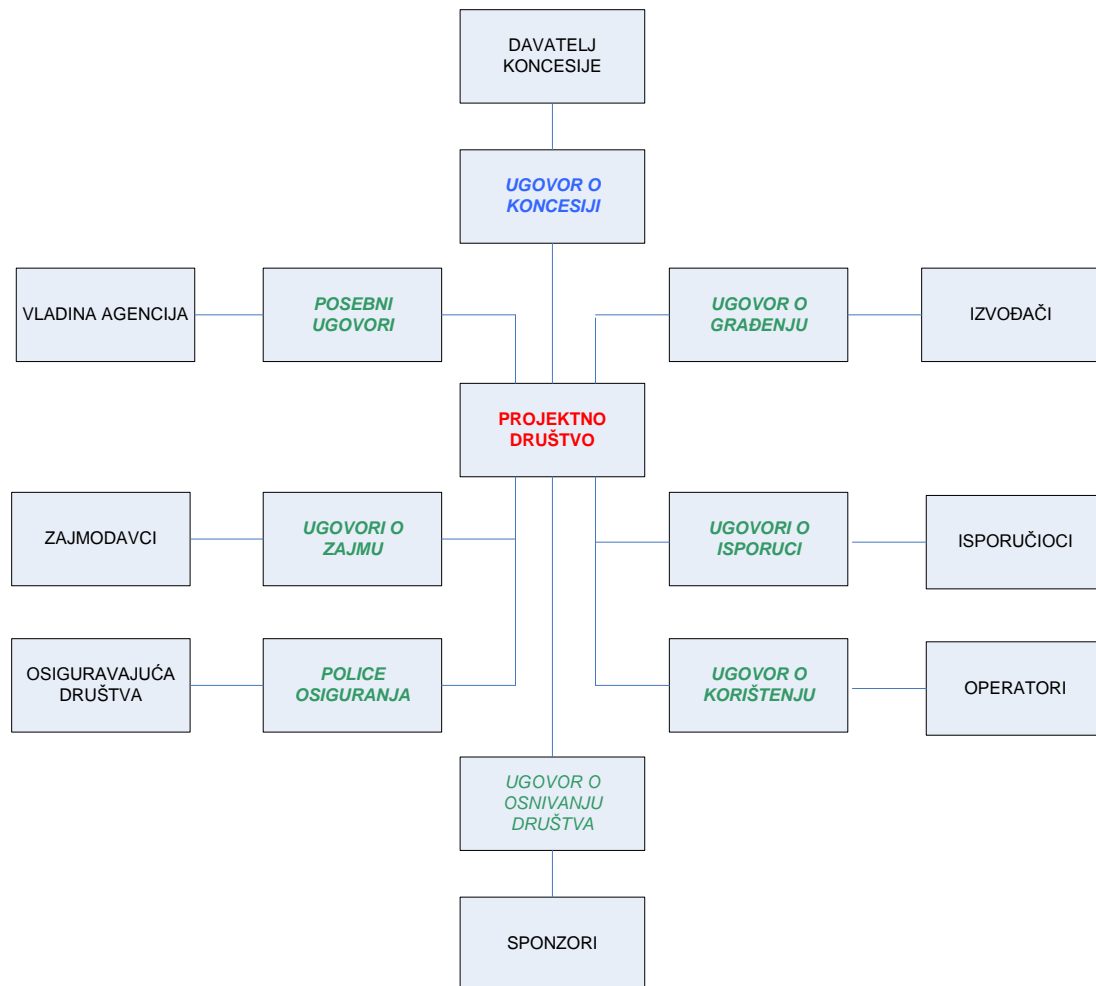 DAVATELJ
KONCESIJE
UGOVOR O
KONCESIJI
VLADINA AGENCIJA
POSEBNI
UGOVORI
UGOVOR O
GRAĐENJU
IZVOĐAČI
PROJEKTNO
DRUŠTVO
ZAJMODAVCI
UGOVORI O
ZAJMU
UGOVORI O
ISPORUCI
ISPORUČIOCI
OSIGURAVAJUĆA
DRUŠTVA
POLICE
OSIGURANJA
UGOVOR O
KORIŠTENJU
OPERATORI
UGOVOR O
OSNIVANJU
DRUŠTVA
SPONZORI